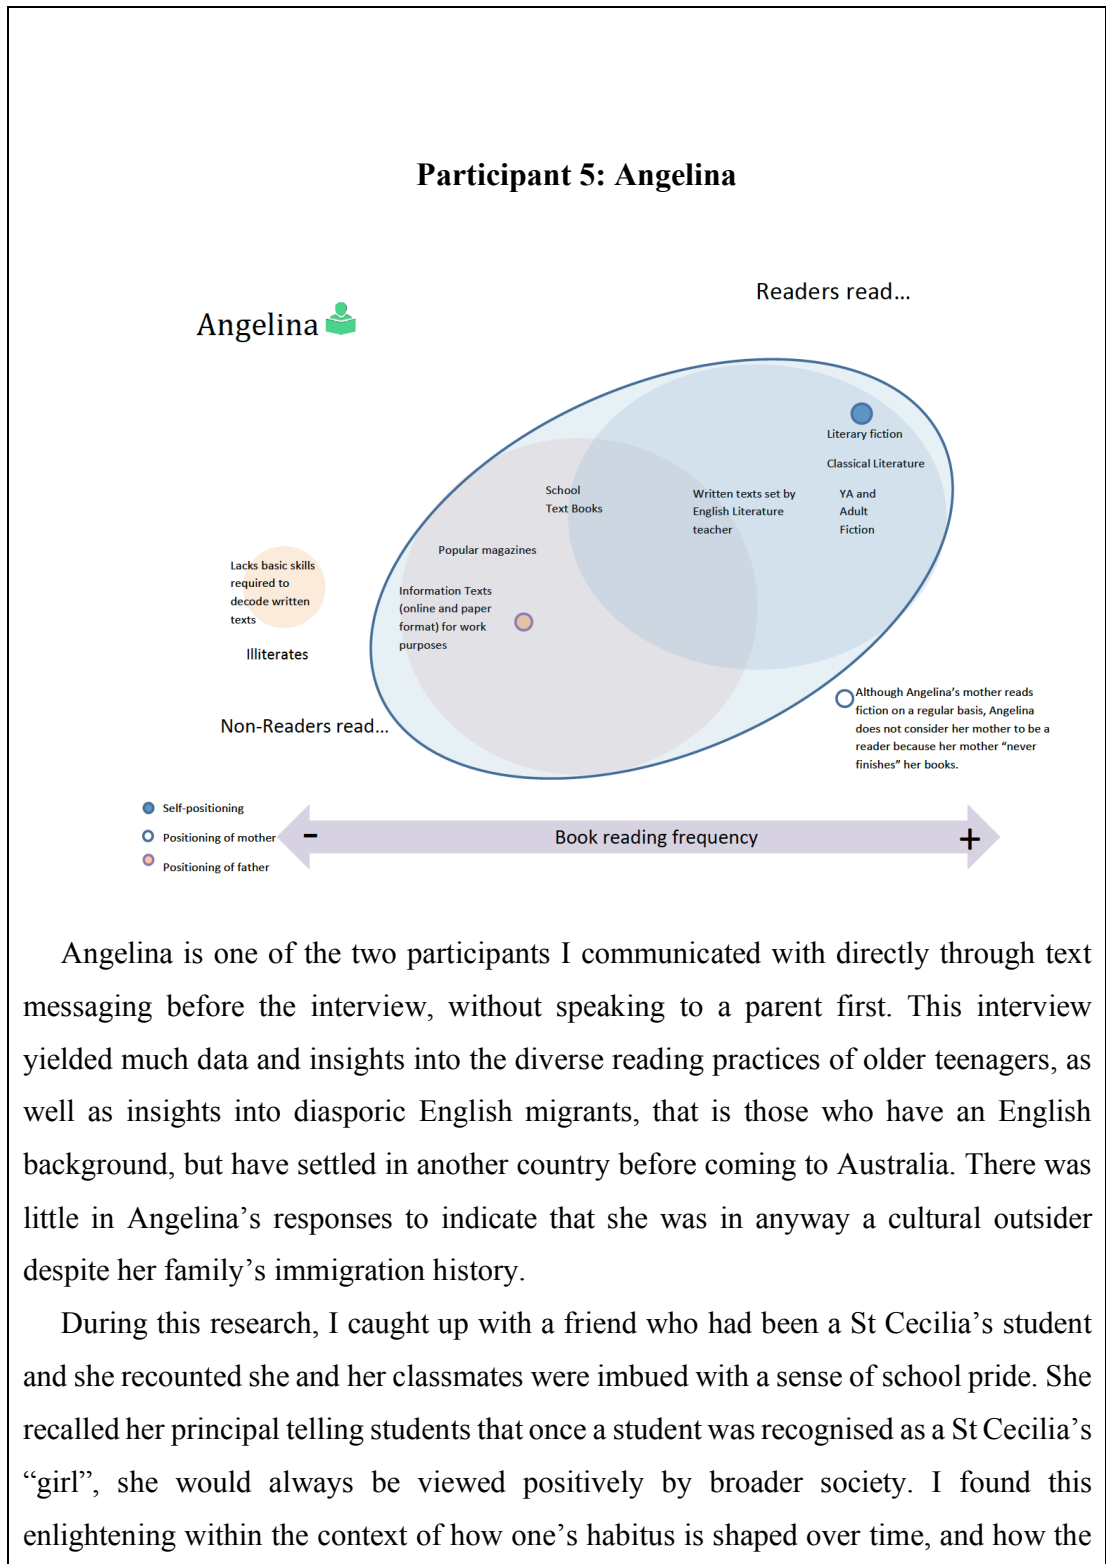 Participant 5: Angelina
Readers read...
Angelina
Literary fiction
Classical Literature
School
Text Books
Written texts set by
English Literature
teacher
YA and
Adult
Fiction
Popular magazines
Lacks basic skills
required to
decode written
texts
Information Texts
(online and paper
format) for work
purposes
Illiterates
Non-Readers read...
Although Angelina's mother reads
fiction on a regular basis, Angelina
does not consider her mother to be a
reader because her mother "never
finishes" her books.
Self-positioning
Positioning of mother
Positioning of father
- Book reading frequency +
Angelina is one of the two participants I communicated with directly through text
messaging before the interview, without speaking to a parent first. This interview
yielded much data and insights into the diverse reading practices of older teenagers, as
well as insights into diasporic English migrants, that is those who have an English
background, but have settled in another country before coming to Australia. There was
little in Angelina's responses to indicate that she was in anyway a cultural outsider
despite her family's immigration history.
During this research, I caught up with a friend who had been a St Cecilia's student
and she recounted she and her classmates were imbued with a sense of school pride. She
recalled her principal telling students that once a student was recognised as a St Cecilia's
"girl", she would always be viewed positively by broader society. I found this
enlightening within the context of how one's habitus is shaped over time, and how the